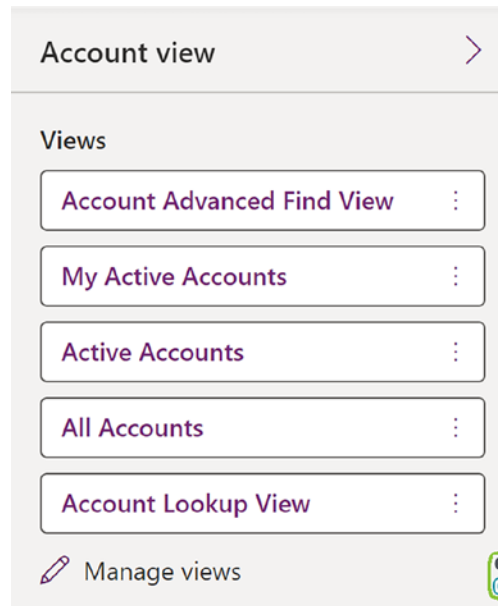 Account view
Views
Account Advanced Find View
My Active Accounts
Active Accounts
All Accounts
Account Lookup View
Manage views